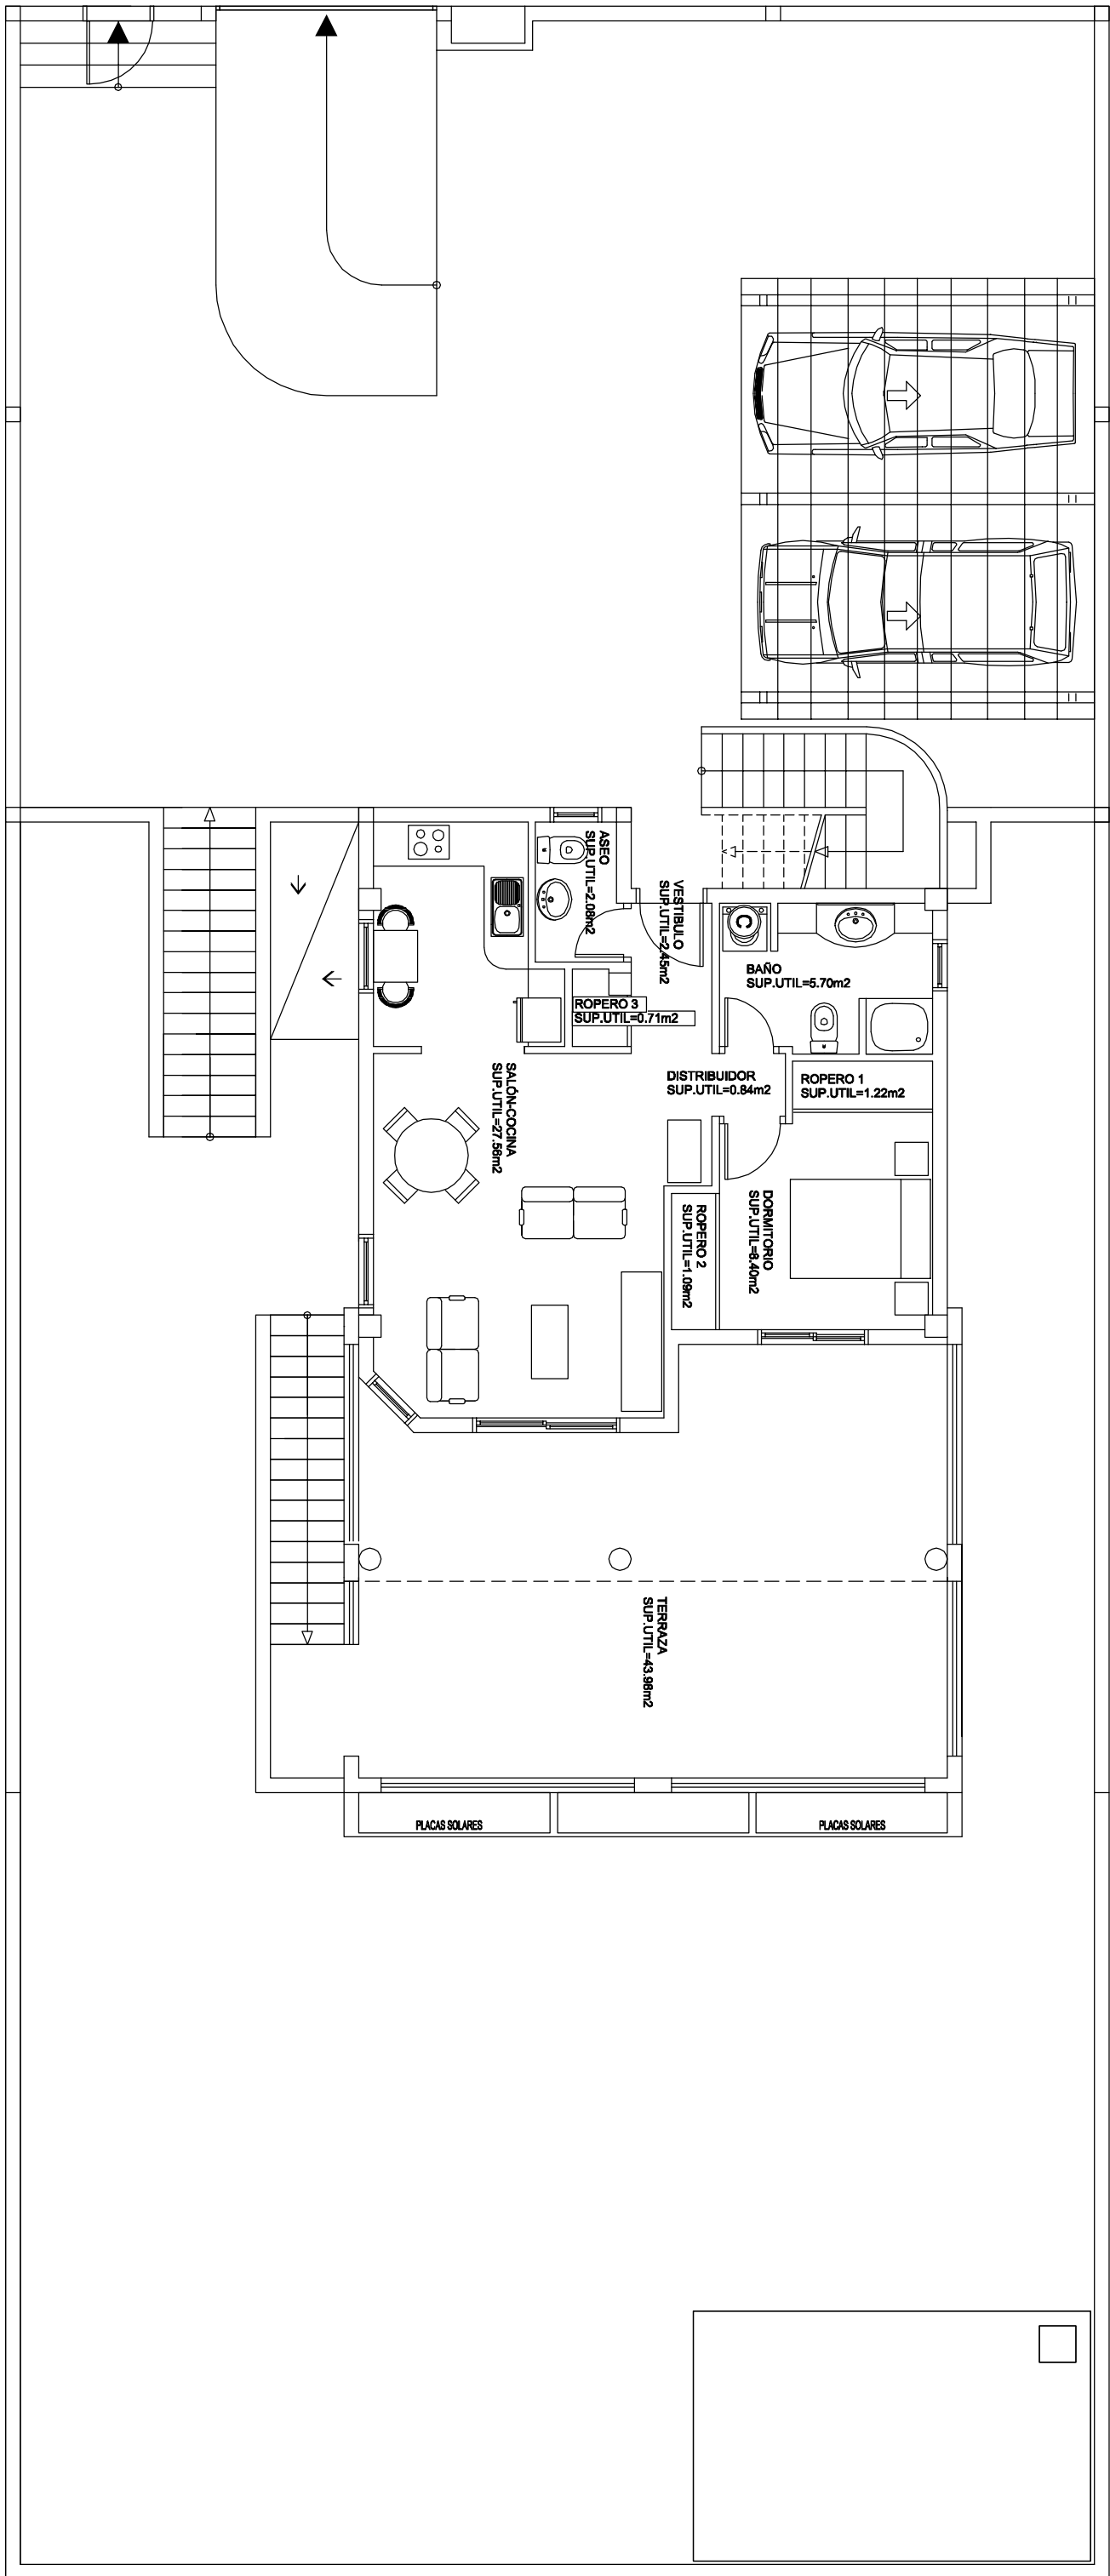 ASEO
SUP.UTIL=2.08m2
VESTIBULO
SUP.UTIL=2.45m2
BAÑO
SUP.UTIL=5.70m2
ROPERO 3
SUP.UTIL=0.71m2
SALÓN-COCINA
SUP.UTIL=27.56m2
DISTRIBUIDOR
SUP.UTIL=0.84m2
ROPERO 1
SUP.UTIL=1.22m2
ROPERO 2
SUP.UTIL=1.09m2
DORMITORIO
SUP.UTIL=8.40m2
TERRAZA
SUP.UTIL=43.98m2
PLACAS SOLARES
PLACAS SOLARES